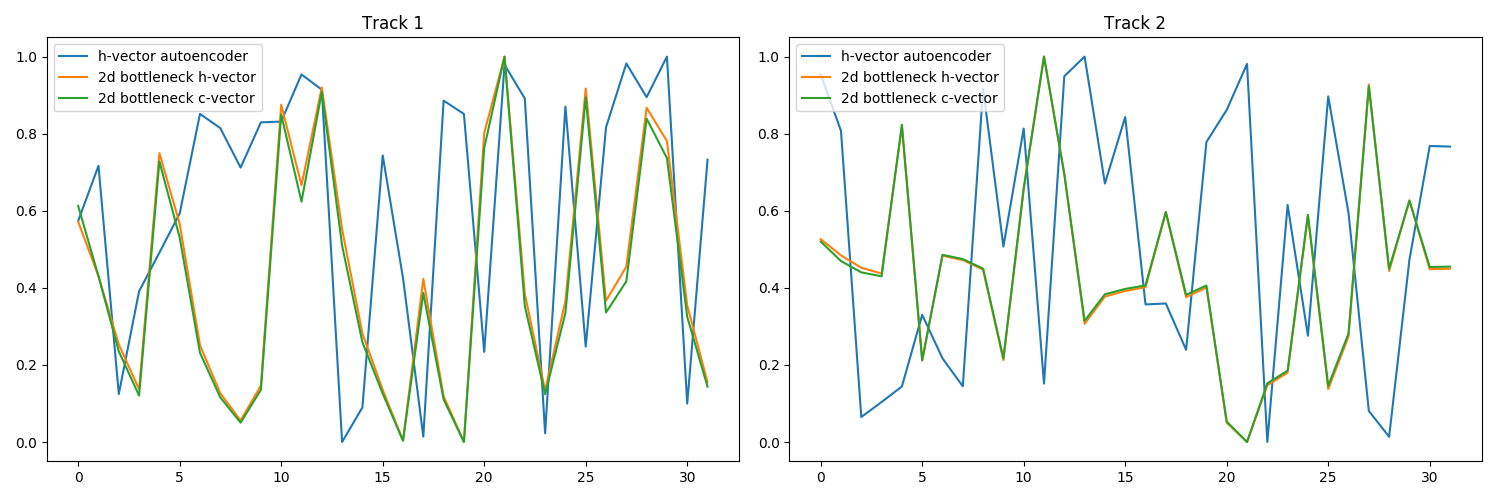 Track 1
h-vector autoencoder
2d bottleneck h-vector
2d bottleneck c-vector
1.0
0.8
0.6
0.4
0.2
0.0
0 5 10 15 20 25 30
Track 2
h-vector autoencoder
2d bottleneck h-vector
2d bottleneck c-vector
1.0
0.8
0.6
0.4
0.2
0.0
0 5 10 15 20 25 30